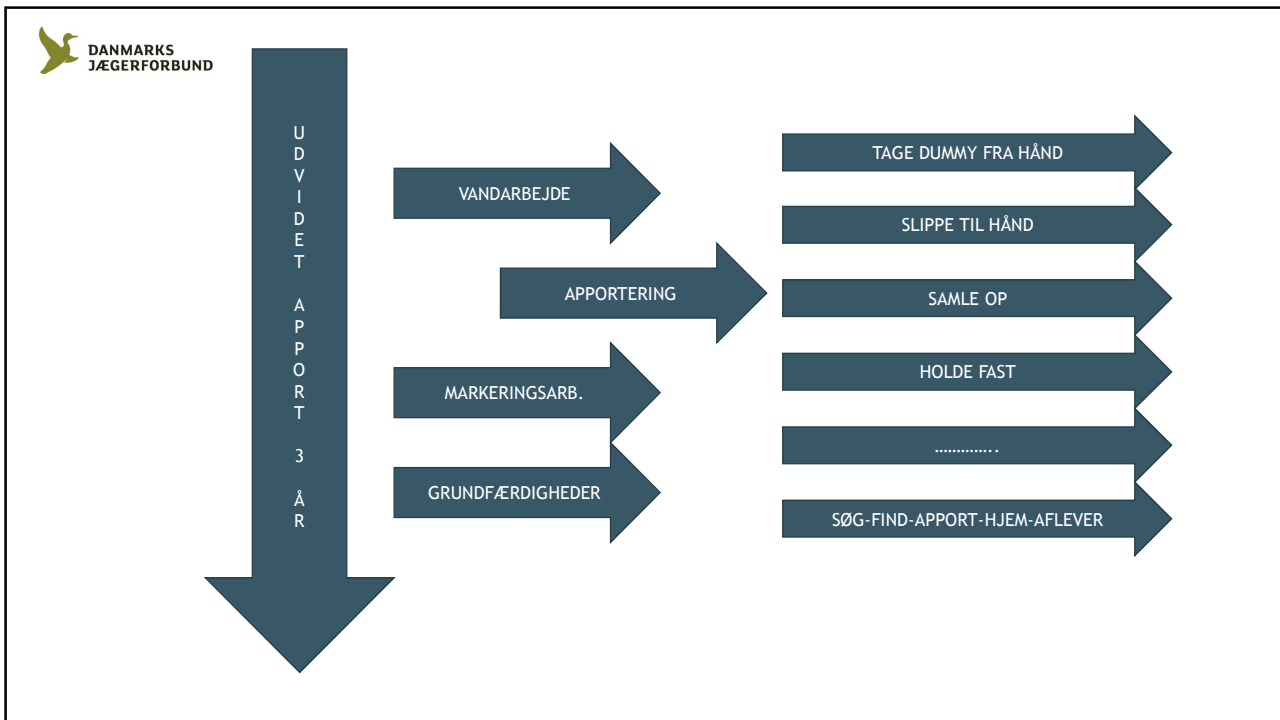 DANMARKS
JÆGERFORBUND
UDVIDET APPORT 3 ÅR
VANDARBEJDE
APPORTERING
MARKERINGSARB.
GRUNDFÆRDIGHEDER
TAGE DUMMY FRA HÅND
SLIPPE TIL HÅND
SAMLE OP
HOLDE FAST
.............
SØG-FIND-APPORT-HJEM-AFLEVER